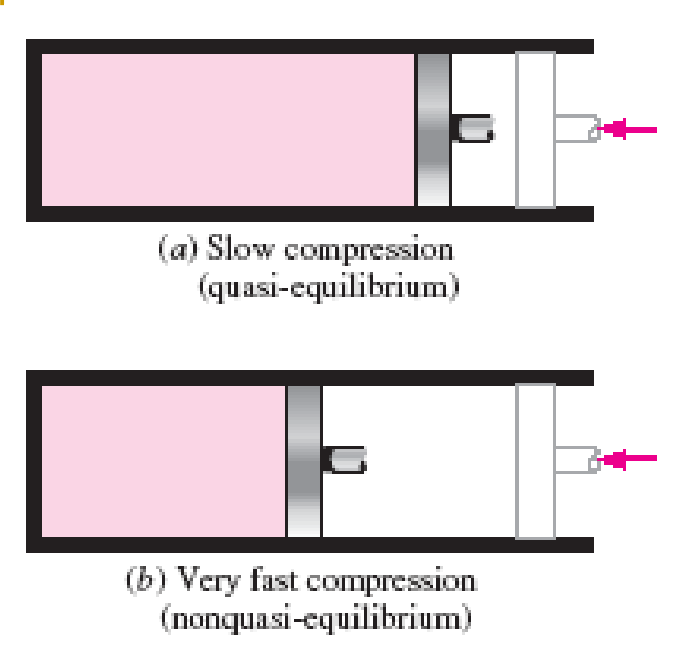 (a) Slow compression
(quasi-equilibrium)
(b) Very fast compression
(nonquasi-equilibrium)